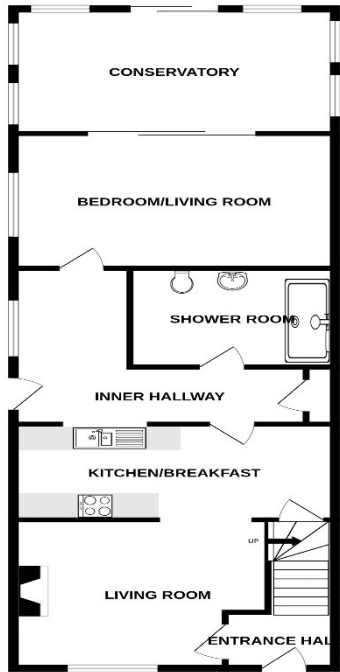 CONSERVATORY
BEDROOM/LIVING ROOM
SHOWER ROOM
INNER HALLWAY
KITCHEN/BREAKFAST
UP
LIVING ROOM
ENTRANCE HAL